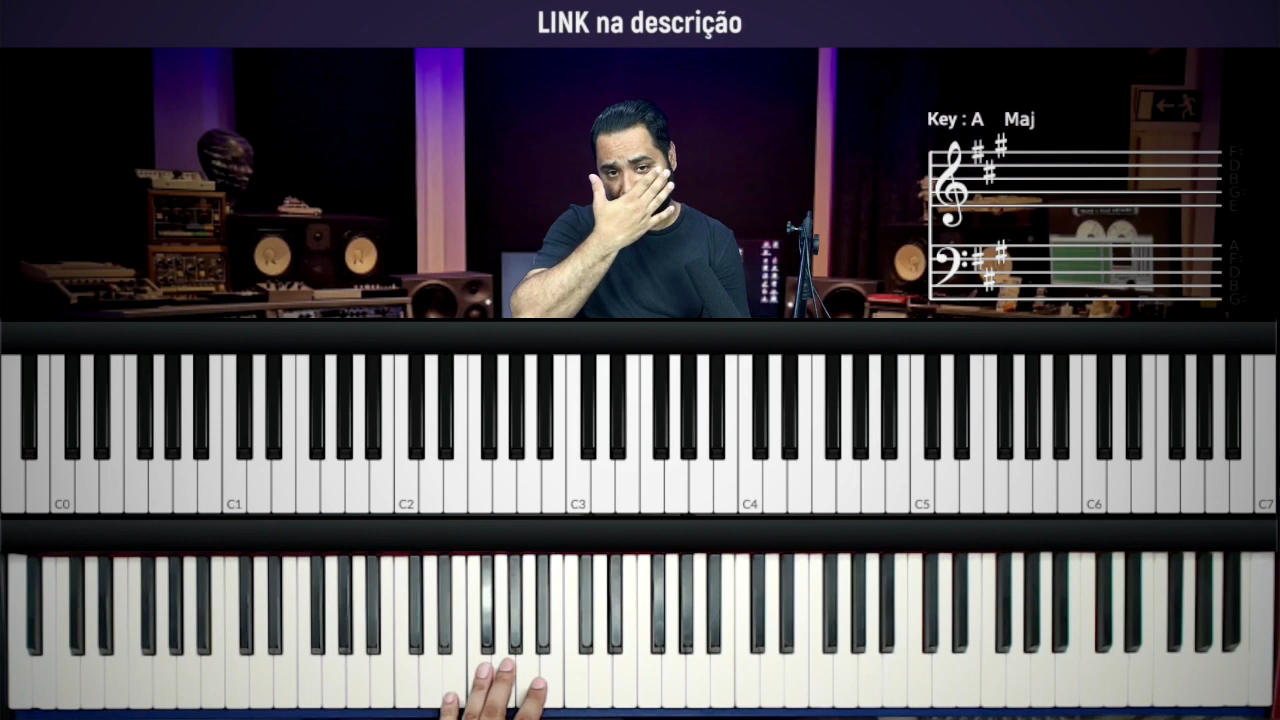 LINK na descrição
Key : A Maj
F#
D
B
G#
E
A
F#
D
B
G#
C0 C1 C2 C3 C4 C5 C6 C7